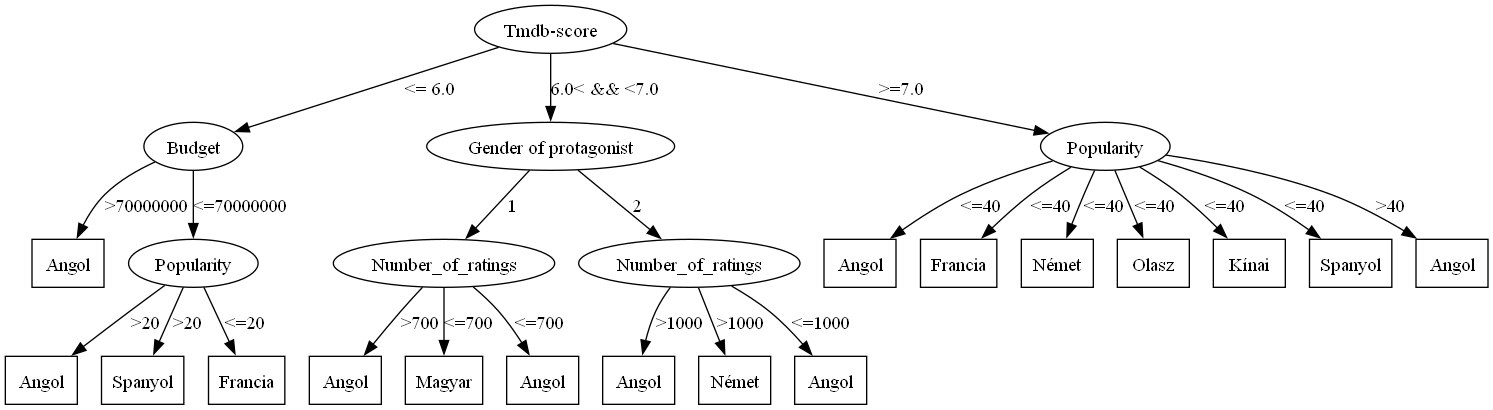 Tmdb-score
<= 6.0
6.0< && <7.0
>=7.0
Budget
Gender of protagonist
Popularity
>70000000
<=70000000
1
2
<=40
<=40
<=40
<=40
<=40
<=40
>40
Angol
Popularity
Number_of_ratings
Number_of_ratings
Angol
Francia
Német
Olasz
Kínai
Spanyol
Angol
>20
>20
<=20
>700
<=700
<=700
>1000
>1000
<=1000
Angol
Spanyol
Francia
Angol
Magyar
Angol
Angol
Német
Angol